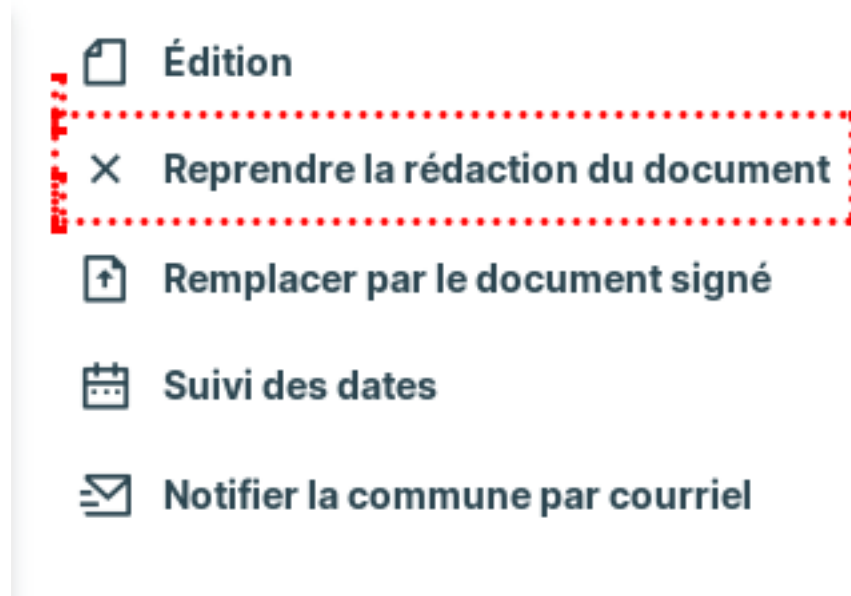 Édition
Reprendre la rédaction du document
Remplacer par le document signé
Suivi des dates
Notifier la commune par courriel